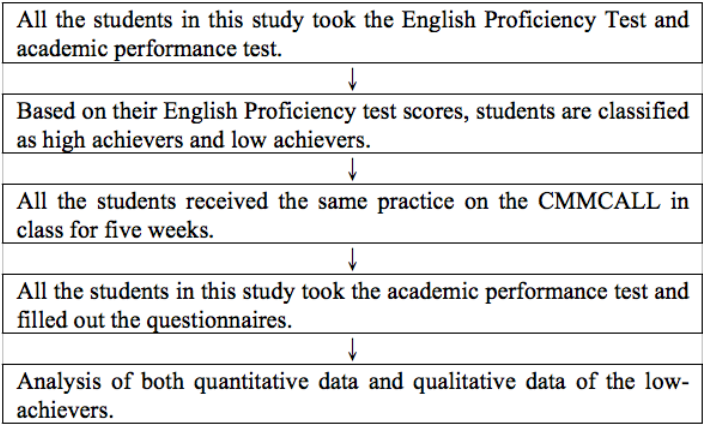 All the students in this study took the English Proficiency Test and
academic performance test.
↓
Based on their English Proficiency test scores, students are classified
as high achievers and low achievers.
↓
All the students received the same practice on the CMMCALL in
class for five weeks.
↓
All the students in this study took the academic performance test and
filled out the questionnaires.
↓
Analysis of both quantitative data and qualitative data of the low-
achievers.